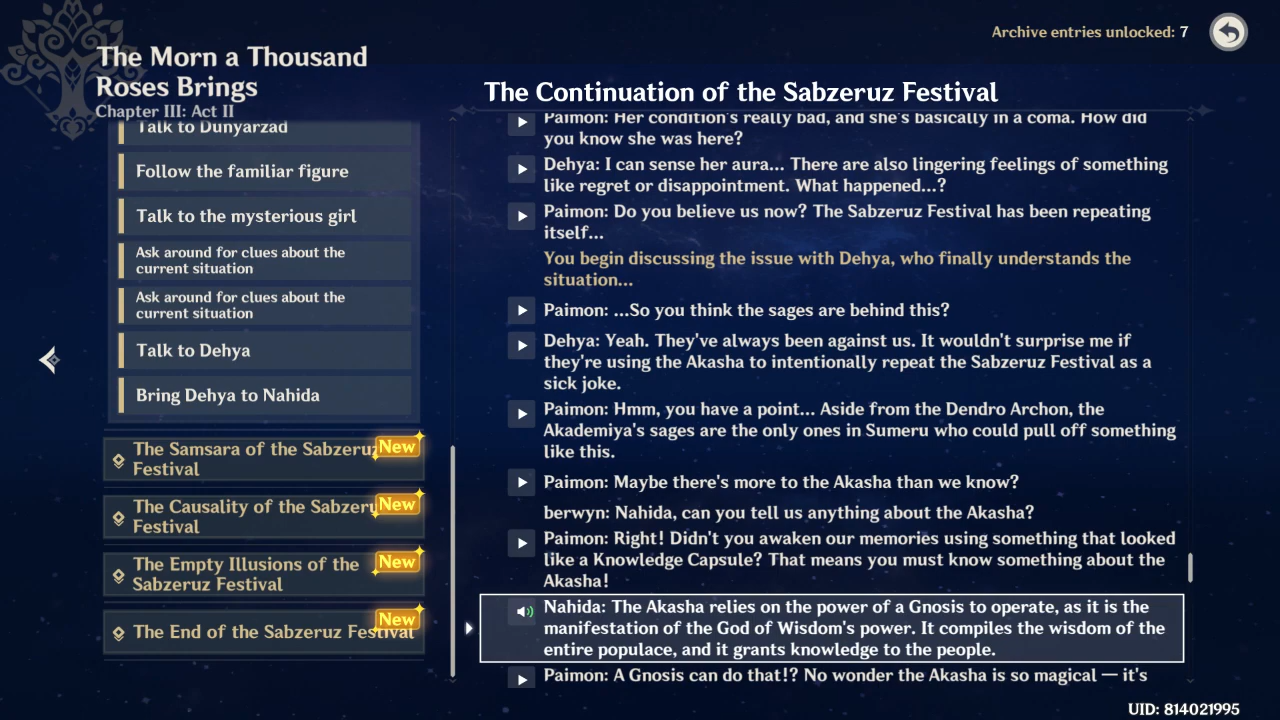 Archive entries unlocked: 7
The Morn a Thousand
Roses Brings
Chapter III: Act II
Talk to Dunyarzad
Follow the familiar figure
Talk to the mysterious girl
Ask around for clues about the
current situation
Ask around for clues about the
current situation
Talk to Dehya
Bring Dehya to Nahida
The Samsara of the Sabzeruz
Festival
New
The Causality of the Sabzeru
Festival
New
The Empty Illusions of the
Sabzeruz Festival
New
The End of the Sabzeruz Festival
New
The Continuation of the Sabzeruz Festival
Paimon: Her condition's really bad, and she's basically in a coma. How did
you know she was here?
Dehya: I can sense her aura... There are also lingering feelings of something
like regret or disappointment. What happened...?
Paimon: Do you believe us now? The Sabzeruz Festival has been repeating
itself...
You begin discussing the issue with Dehya, who finally understands the
situation...
Paimon: ...So you think the sages are behind this?
Dehya: Yeah. They've always been against us. It wouldn't surprise me if
they're using the Akasha to intentionally repeat the Sabzeruz Festival as a
sick joke.
Paimon: Hmm, you have a point... Aside from the Dendro Archon, the
Akademiya's sages are the only ones in Sumeru who could pull off something
like this.
Paimon: Maybe there's more to the Akasha than we know?
berwyn: Nahida, can you tell us anything about the Akasha?
Paimon: Right! Didn't you awaken our memories using something that looked
like a Knowledge Capsule? That means you must know something about the
Akasha!
Nahida: The Akasha relies on the power of a Gnosis to operate, as it is the
manifestation of the God of Wisdom's power. It compiles the wisdom of the
entire populace, and it grants knowledge to the people.
Paimon: A Gnosis can do that!? No wonder the Akasha is so magical — it's
UID: 814021995